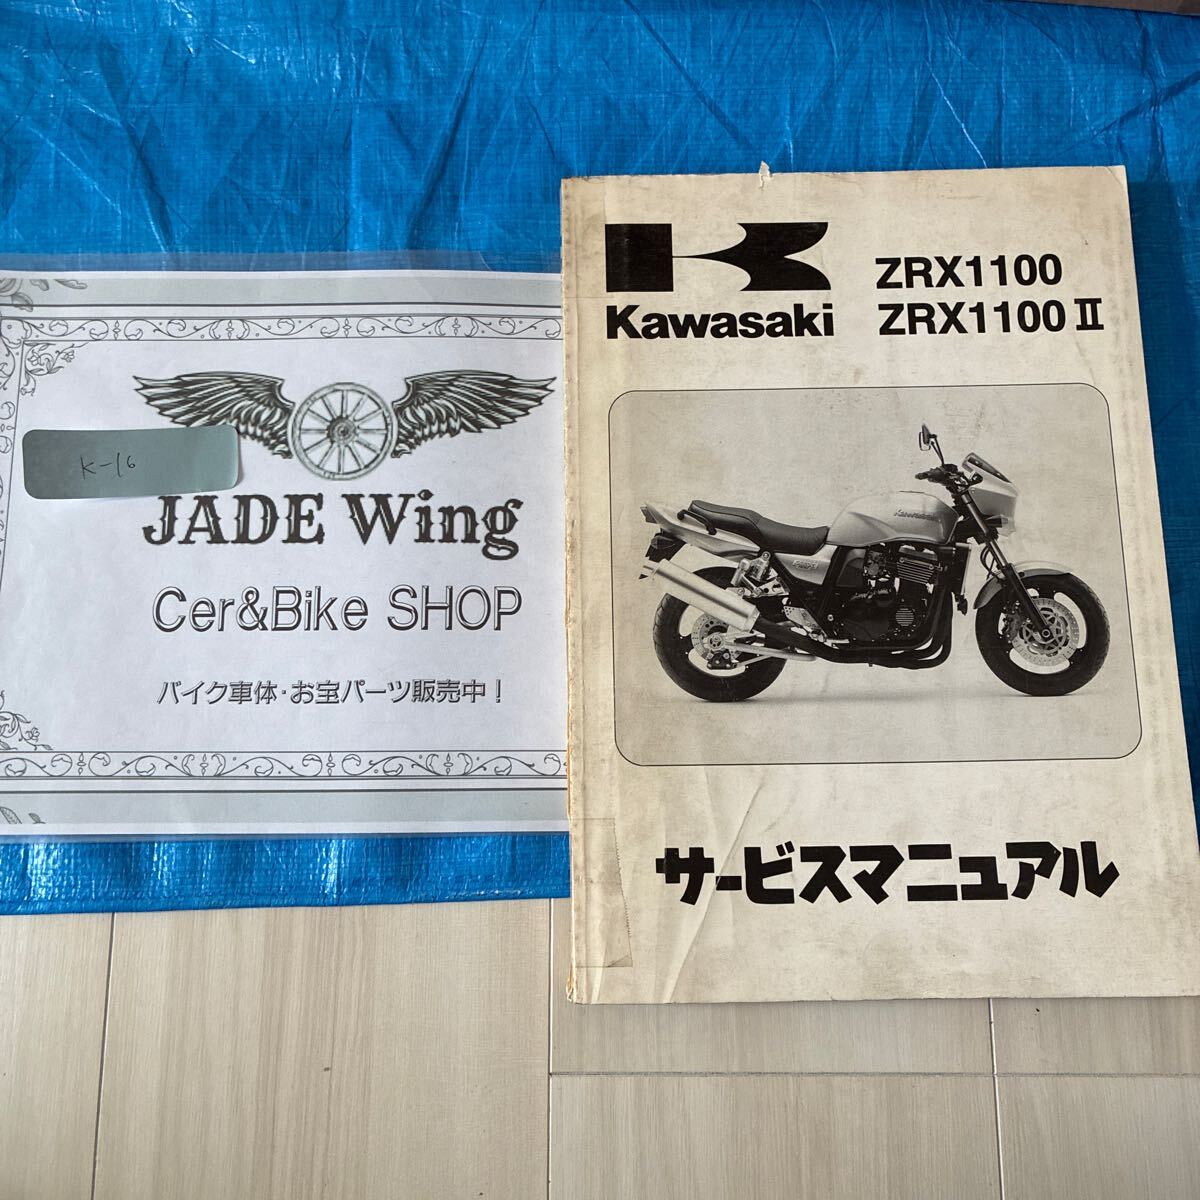 K-16
JADE Wing
Cer&Bike SHOP
バイク車体・お宝パーツ販売中！
Kawasaki
ZRX1100
ZRX1100 II
Kawasaki
サービスマニュアル